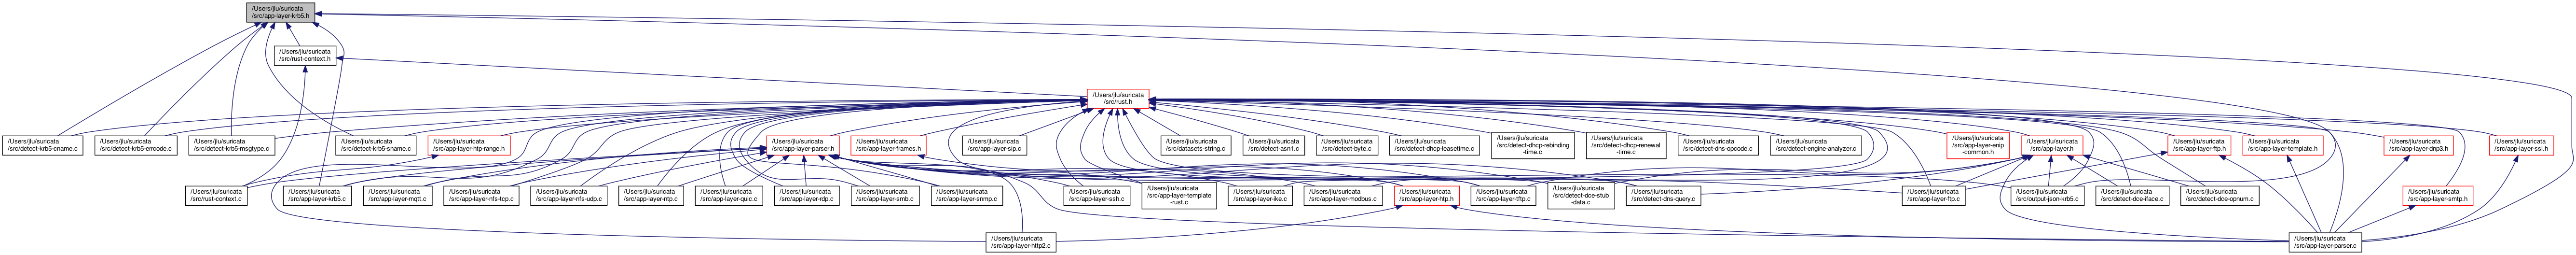 /Users/jlu/suricata
/src/app-layer-krb5.h
/Users/jlu/suricata
/src/rust-context.h
/Users/jlu/suricata
/src/rust.h
/Users/jlu/suricata
/src/detect-krb5-cname.c
/Users/jlu/suricata
/src/detect-krb5-errcode.c
/Users/jlu/suricata
/src/detect-krb5-msgtype.c
/Users/jlu/suricata
/src/detect-krb5-sname.c
/Users/jlu/suricata
/src/app-layer-htp-range.h
/Users/jlu/suricata
/src/app-layer-parser.h
/Users/jlu/suricata
/src/app-layer-frames.h
/Users/jlu/suricata
/src/app-layer-sip.c
/Users/jlu/suricata
/src/datasets-string.c
/Users/jlu/suricata
/src/detect-asn1.c
/Users/jlu/suricata
/src/detect-byte.c
/Users/jlu/suricata
/src/detect-dhcp-leasetime.c
/Users/jlu/suricata
/src/detect-dhcp-rebinding
-time.c
/Users/jlu/suricata
/src/detect-dhcp-renewal
-time.c
/Users/jlu/suricata
/src/detect-dns-opcode.c
/Users/jlu/suricata
/src/detect-engine-analyzer.c
/Users/jlu/suricata
/src/app-layer-enip
-common.h
/Users/jlu/suricata
/src/app-layer.h
/Users/jlu/suricata
/src/app-layer-ftp.h
/Users/jlu/suricata
/src/app-layer-template.h
/Users/jlu/suricata
/src/app-layer-dnp3.h
/Users/jlu/suricata
/src/app-layer-ssl.h
/Users/jlu/suricata
/src/rust-context.c
/Users/jlu/suricata
/src/app-layer-krb5.c
/Users/jlu/suricata
/src/app-layer-mqtt.c
/Users/jlu/suricata
/src/app-layer-nfs-tcp.c
/Users/jlu/suricata
/src/app-layer-nfs-udp.c
/Users/jlu/suricata
/src/app-layer-ntp.c
/Users/jlu/suricata
/src/app-layer-quic.c
/Users/jlu/suricata
/src/app-layer-rdp.c
/Users/jlu/suricata
/src/app-layer-smb.c
/Users/jlu/suricata
/src/app-layer-snmp.c
/Users/jlu/suricata
/src/app-layer-ssh.c
/Users/jlu/suricata
/src/app-layer-template
-rust.c
/Users/jlu/suricata
/src/app-layer-ike.c
/Users/jlu/suricata
/src/app-layer-modbus.c
/Users/jlu/suricata
/src/app-layer-htp.h
/Users/jlu/suricata
/src/app-layer-tftp.c
/Users/jlu/suricata
/src/detect-dce-stub
-data.c
/Users/jlu/suricata
/src/detect-dns-query.c
/Users/jlu/suricata
/src/app-layer-ftp.c
/Users/jlu/suricata
/src/output-json-krb5.c
/Users/jlu/suricata
/src/detect-dce-iface.c
/Users/jlu/suricata
/src/detect-dce-opnum.c
/Users/jlu/suricata
/src/app-layer-smtp.h
/Users/jlu/suricata
/src/app-layer-http2.c
/Users/jlu/suricata
/src/app-layer-parser.c